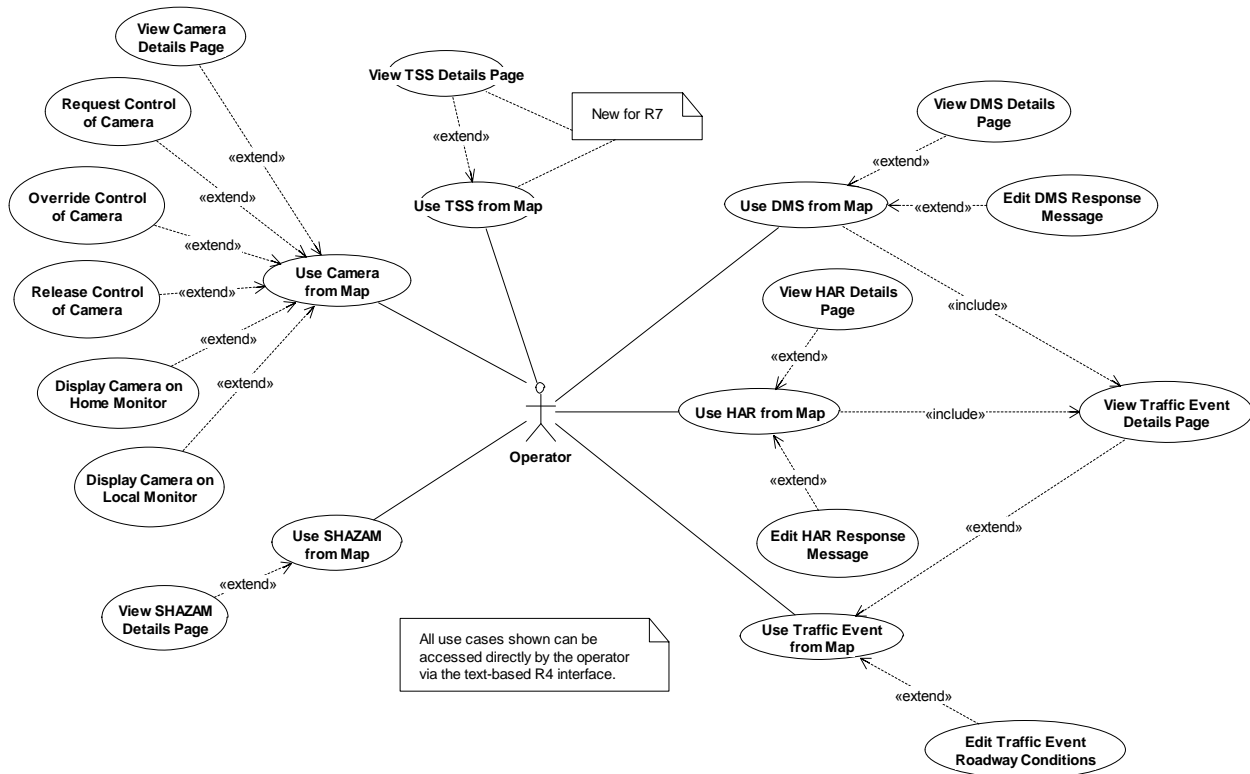 View Camera
Details Page
Request Control
of Camera
Override Control
of Camera
Release Control
of Camera
Display Camera on
Home Monitor
Display Camera on
Local Monitor
«extend»
«extend»
«extend»
«extend»
«extend»
«extend»
Use Camera
from Map
View TSS Details Page
New for R7
«extend»
Use TSS from Map
View DMS Details
Page
«extend»
Use DMS from Map
«extend»
Edit DMS Response
Message
View HAR Details
Page
«include»
«extend»
Use HAR from Map
«include»
View Traffic Event
Details Page
Operator
«extend»
Edit HAR Response
Message
«extend»
Use SHAZAM
from Map
«extend»
View SHAZAM
Details Page
All use cases shown can be
accessed directly by the operator
via the text-based R4 interface.
Use Traffic Event
from Map
«extend»
Edit Traffic Event
Roadway Conditions